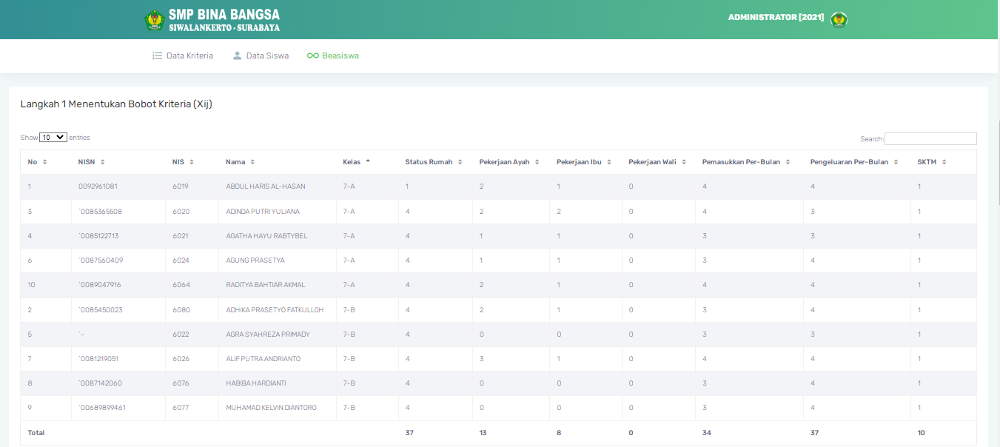 SMP BINA BANGSA
SIWALANKERTO - SURABAYA
ADMINISTRATOR [2021]
Data Kriteria Data Siswa Beasiswa
Langkah 1 Menentukan Bobot Kriteria (Xij)
Show 10 entries
Search:
No NISN NIS Nama Kelas Status Rumah Pekerjaan Ayah Pekerjaan Ibu Pekerjaan Wali Pemasukkan Per-Bulan Pengeluaran Per-Bulan SKTM
1 0092961081 6019 ABDUL HARIS AL-HASAN 7-A 1 2 1 0 4 4 1
3 `0085365508 6020 ADINDA PUTRI YULIANA 7-A 4 2 2 0 4 3 1
4 `0085122713 6021 AGATHA HAYU RABTYBEL 7-A 4 1 1 0 3 3 1
6 `0087560409 6024 AGUNG PRASETYA 7-A 4 1 1 0 3 4 1
10 `0089047916 6064 RADITYA BAHTIAR AKMAL 7-A 4 2 1 0 4 4 1
2 `0085450023 6080 ADHIKA PRASETYO FATKULLOH 7-B 4 2 1 0 3 4 1
5 `- 6022 AGRA SYAHREZA PRIMADY 7-B 4 0 0 0 3 3 1
7 `0081219051 6026 ALIF PUTRA ANDRIANTO 7-B 4 3 1 0 4 4 1
8 `0087142060 6076 HABIBA HARDIANTI 7-B 4 0 0 0 3 4 1
9 `00689899461 6077 MUHAMAD KELVIN DIANTORO 7-B 4 0 0 0 3 4 1
Total 37 13 8 0 34 37 10